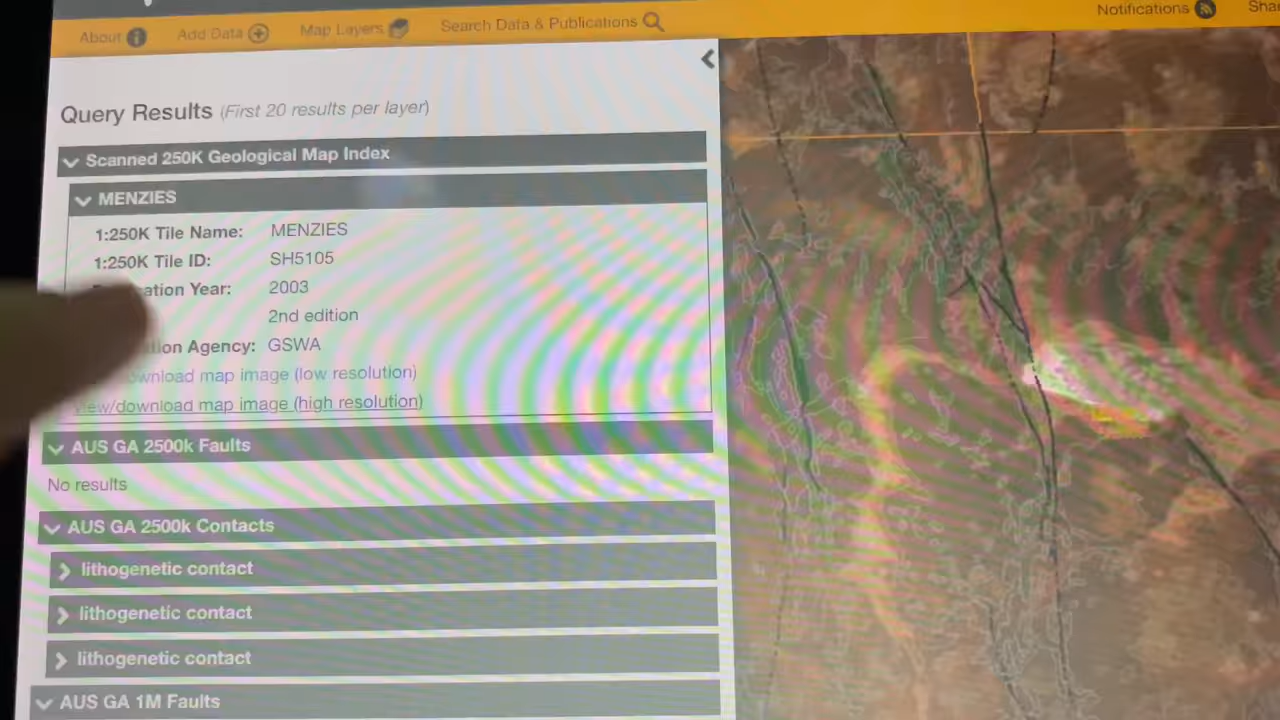 About
Add Data
Map Layers
Search Data & Publications
Notifications
Query Results (First 20 results per layer)
Scanned 250K Geological Map Index
MENZIES
1:250K Tile Name: MENZIES
1:250K Tile ID: SH5105
Year: 2003
2nd edition
Agency: GSWA
map image (low resolution)
View/download map image (high resolution)
AUS GA 2500k Faults
No results
AUS GA 2500k Contacts
lithogenetic contact
lithogenetic contact
lithogenetic contact
AUS GA 1M Faults